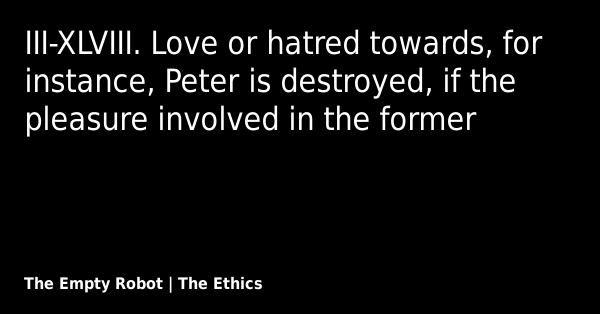 III-XLVIII. Love or hatred towards, for
instance, Peter is destroyed, if the
pleasure involved in the former
The Empty Robot | The Ethics